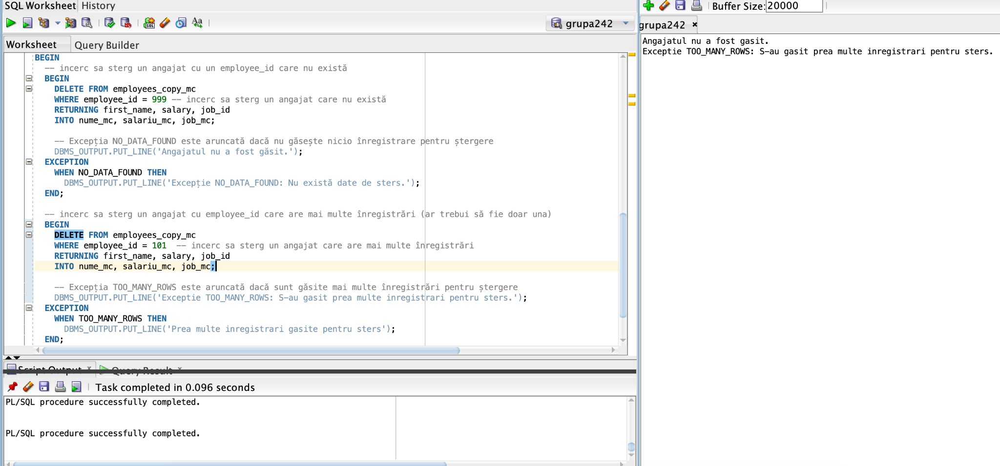 SQL Worksheet History
grupa242
Worksheet Query Builder
BEGIN
-- incerc sa sterg un angajat cu un employee_id care nu există
BEGIN
DELETE FROM employees_copy_mc
WHERE employee_id = 999 -- incerc sa sterg un angajat care nu există
RETURNING first_name, salary, job_id
INTO nume_mc, salariu_mc, job_mc;
-- Excepția NO_DATA_FOUND este aruncată dacă nu găsește nicio înregistrare pentru ștergere
DBMS_OUTPUT.PUT_LINE('Angajatul nu a fost găsit.');
EXCEPTION
WHEN NO_DATA_FOUND THEN
DBMS_OUTPUT.PUT_LINE('Excepție NO_DATA_FOUND: Nu există date de sters.');
END;
-- incerc sa sterg un angajat cu employee_id care are mai multe înregistrări (ar trebui să fie doar una)
BEGIN
DELETE FROM employees_copy_mc
WHERE employee_id = 101 -- incerc sa sterg un angajat care are mai multe înregistrări
RETURNING first_name, salary, job_id
INTO nume_mc, salariu_mc, job_mc;
-- Excepția TOO_MANY_ROWS este aruncată dacă sunt găsite mai multe înregistrări pentru ștergere
DBMS_OUTPUT.PUT_LINE('Exceptie TOO_MANY_ROWS: S-au gasit prea multe inregistrari pentru sters.');
EXCEPTION
WHEN TOO_MANY_ROWS THEN
DBMS_OUTPUT.PUT_LINE('Prea multe inregistrari gasite pentru sters');
END;
Script Output Query Result
Task completed in 0.096 seconds
PL/SQL procedure successfully completed.
PL/SQL procedure successfully completed.
Buffer Size: 20000
grupa242
Angajatul nu a fost gasit.
Exceptie TOO_MANY_ROWS: S-au gasit prea multe inregistrari pentru sters.